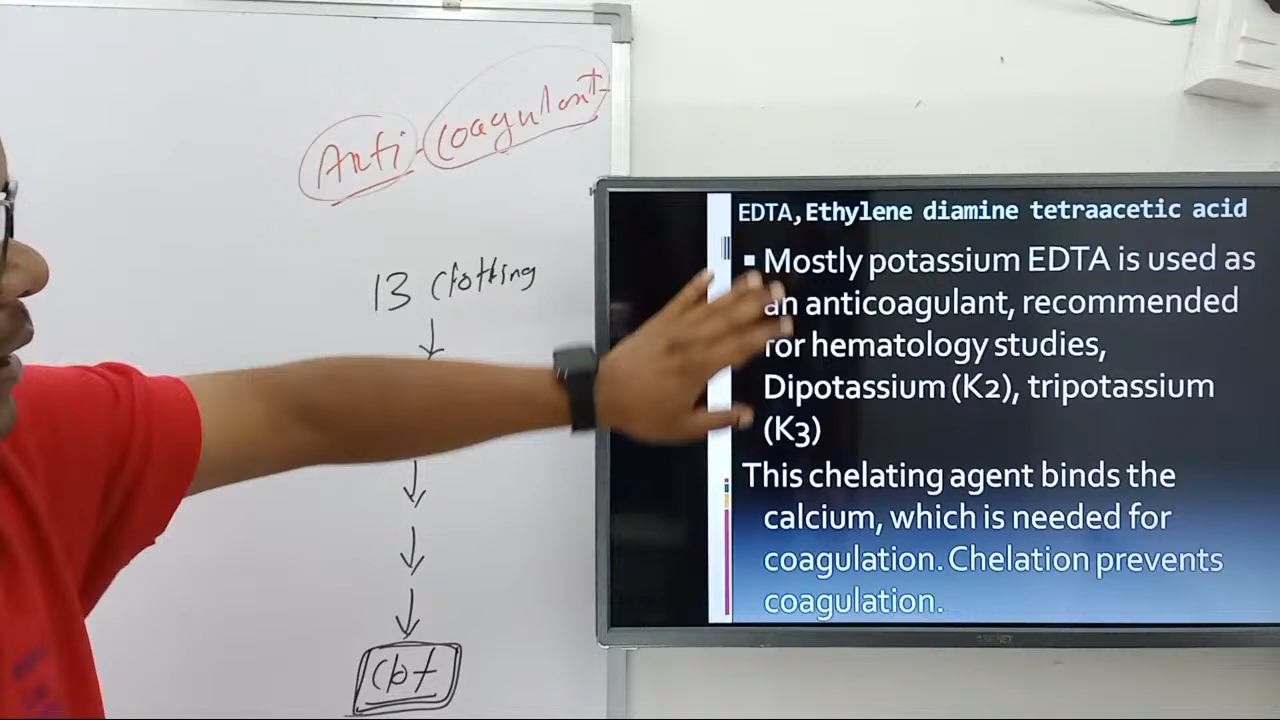 Anti-coagulant
13 clotting
Clot
EDTA, Ethylene diamine tetraacetic acid
▪ Mostly potassium EDTA is used as
an anticoagulant, recommended
for hematology studies,
Dipotassium (K2), tripotassium
(K3)
This chelating agent binds the
calcium, which is needed for
coagulation. Chelation prevents
coagulation.